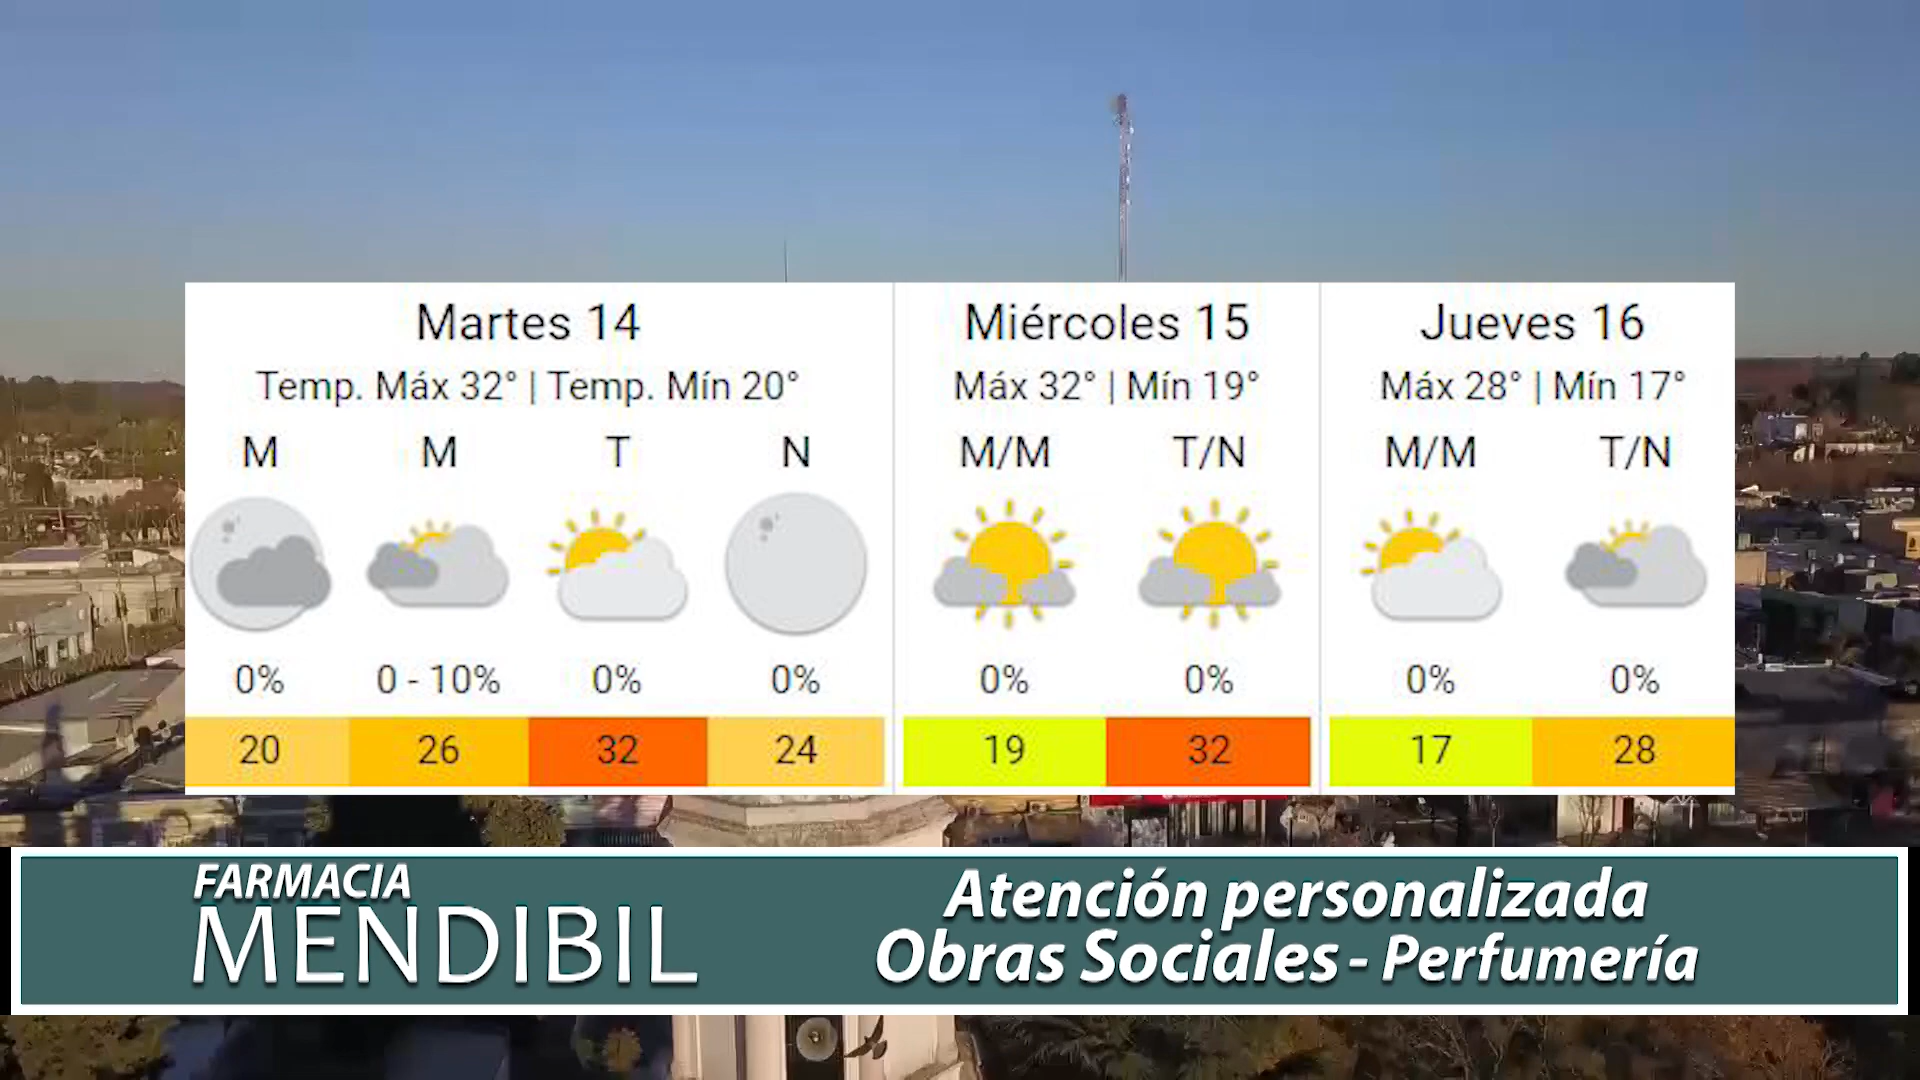 Martes 14
Temp. Máx 32° | Temp. Mín 20°
M M T N
0% 0 - 10% 0% 0%
20 26 32 24
Miércoles 15
Máx 32° | Mín 19°
M/M T/N
0% 0%
19 32
Jueves 16
Máx 28° | Mín 17°
M/M T/N
0% 0%
17 28
FARMACIA
MENDIBIL
Atención personalizada
Obras Sociales - Perfumería